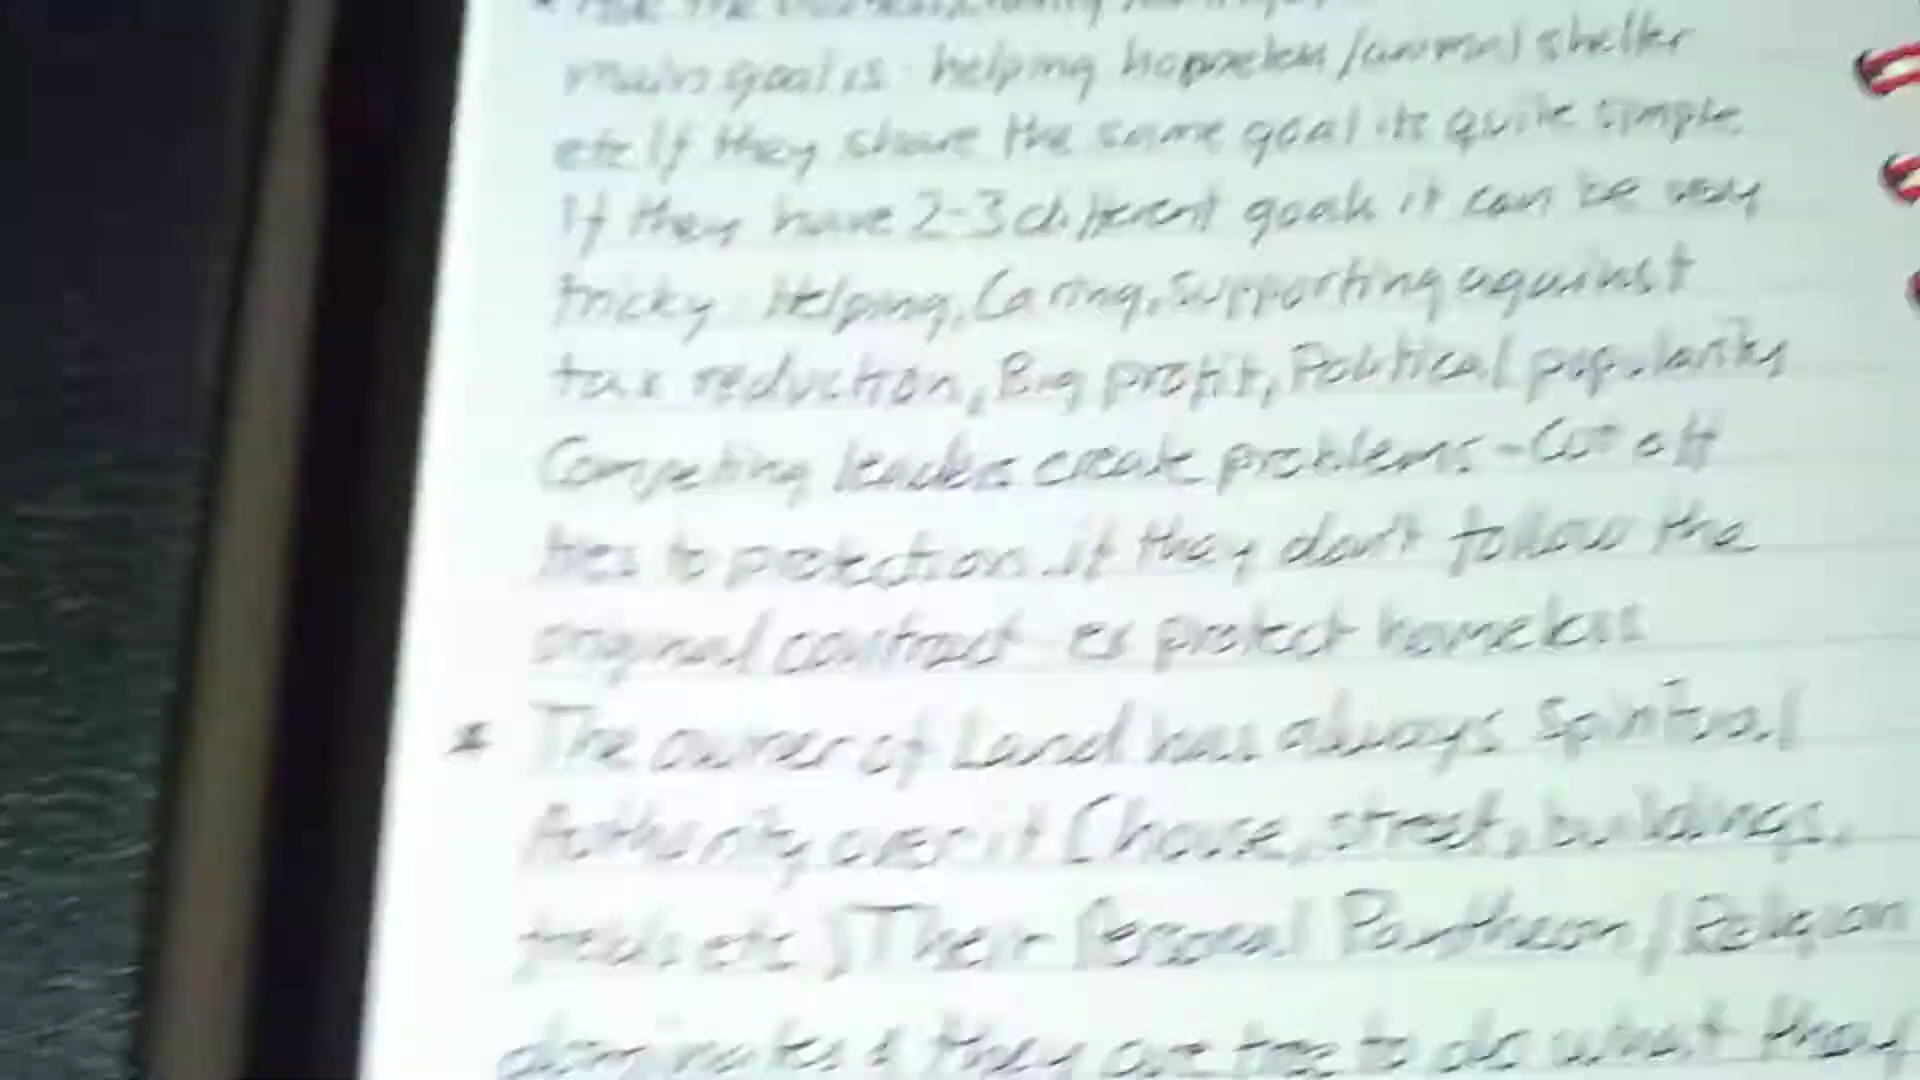 main goal is helping homeless / animal shelter
etc If they share the same goal its quite simple
If they have 2-3 different goals it can be very
tricky. Helping, Caring, Supporting against
tax reduction, Big profit, Political popularity
Competing leaders create problems - Cut off
ties to protection if they don't follow the
original contract ex protect homeless
* The owner of Land has always Spiritual
Authority over it (house, street, buildings,
fields etc) Their Personal Pantheon / Religion
dominates & they are free to do what they